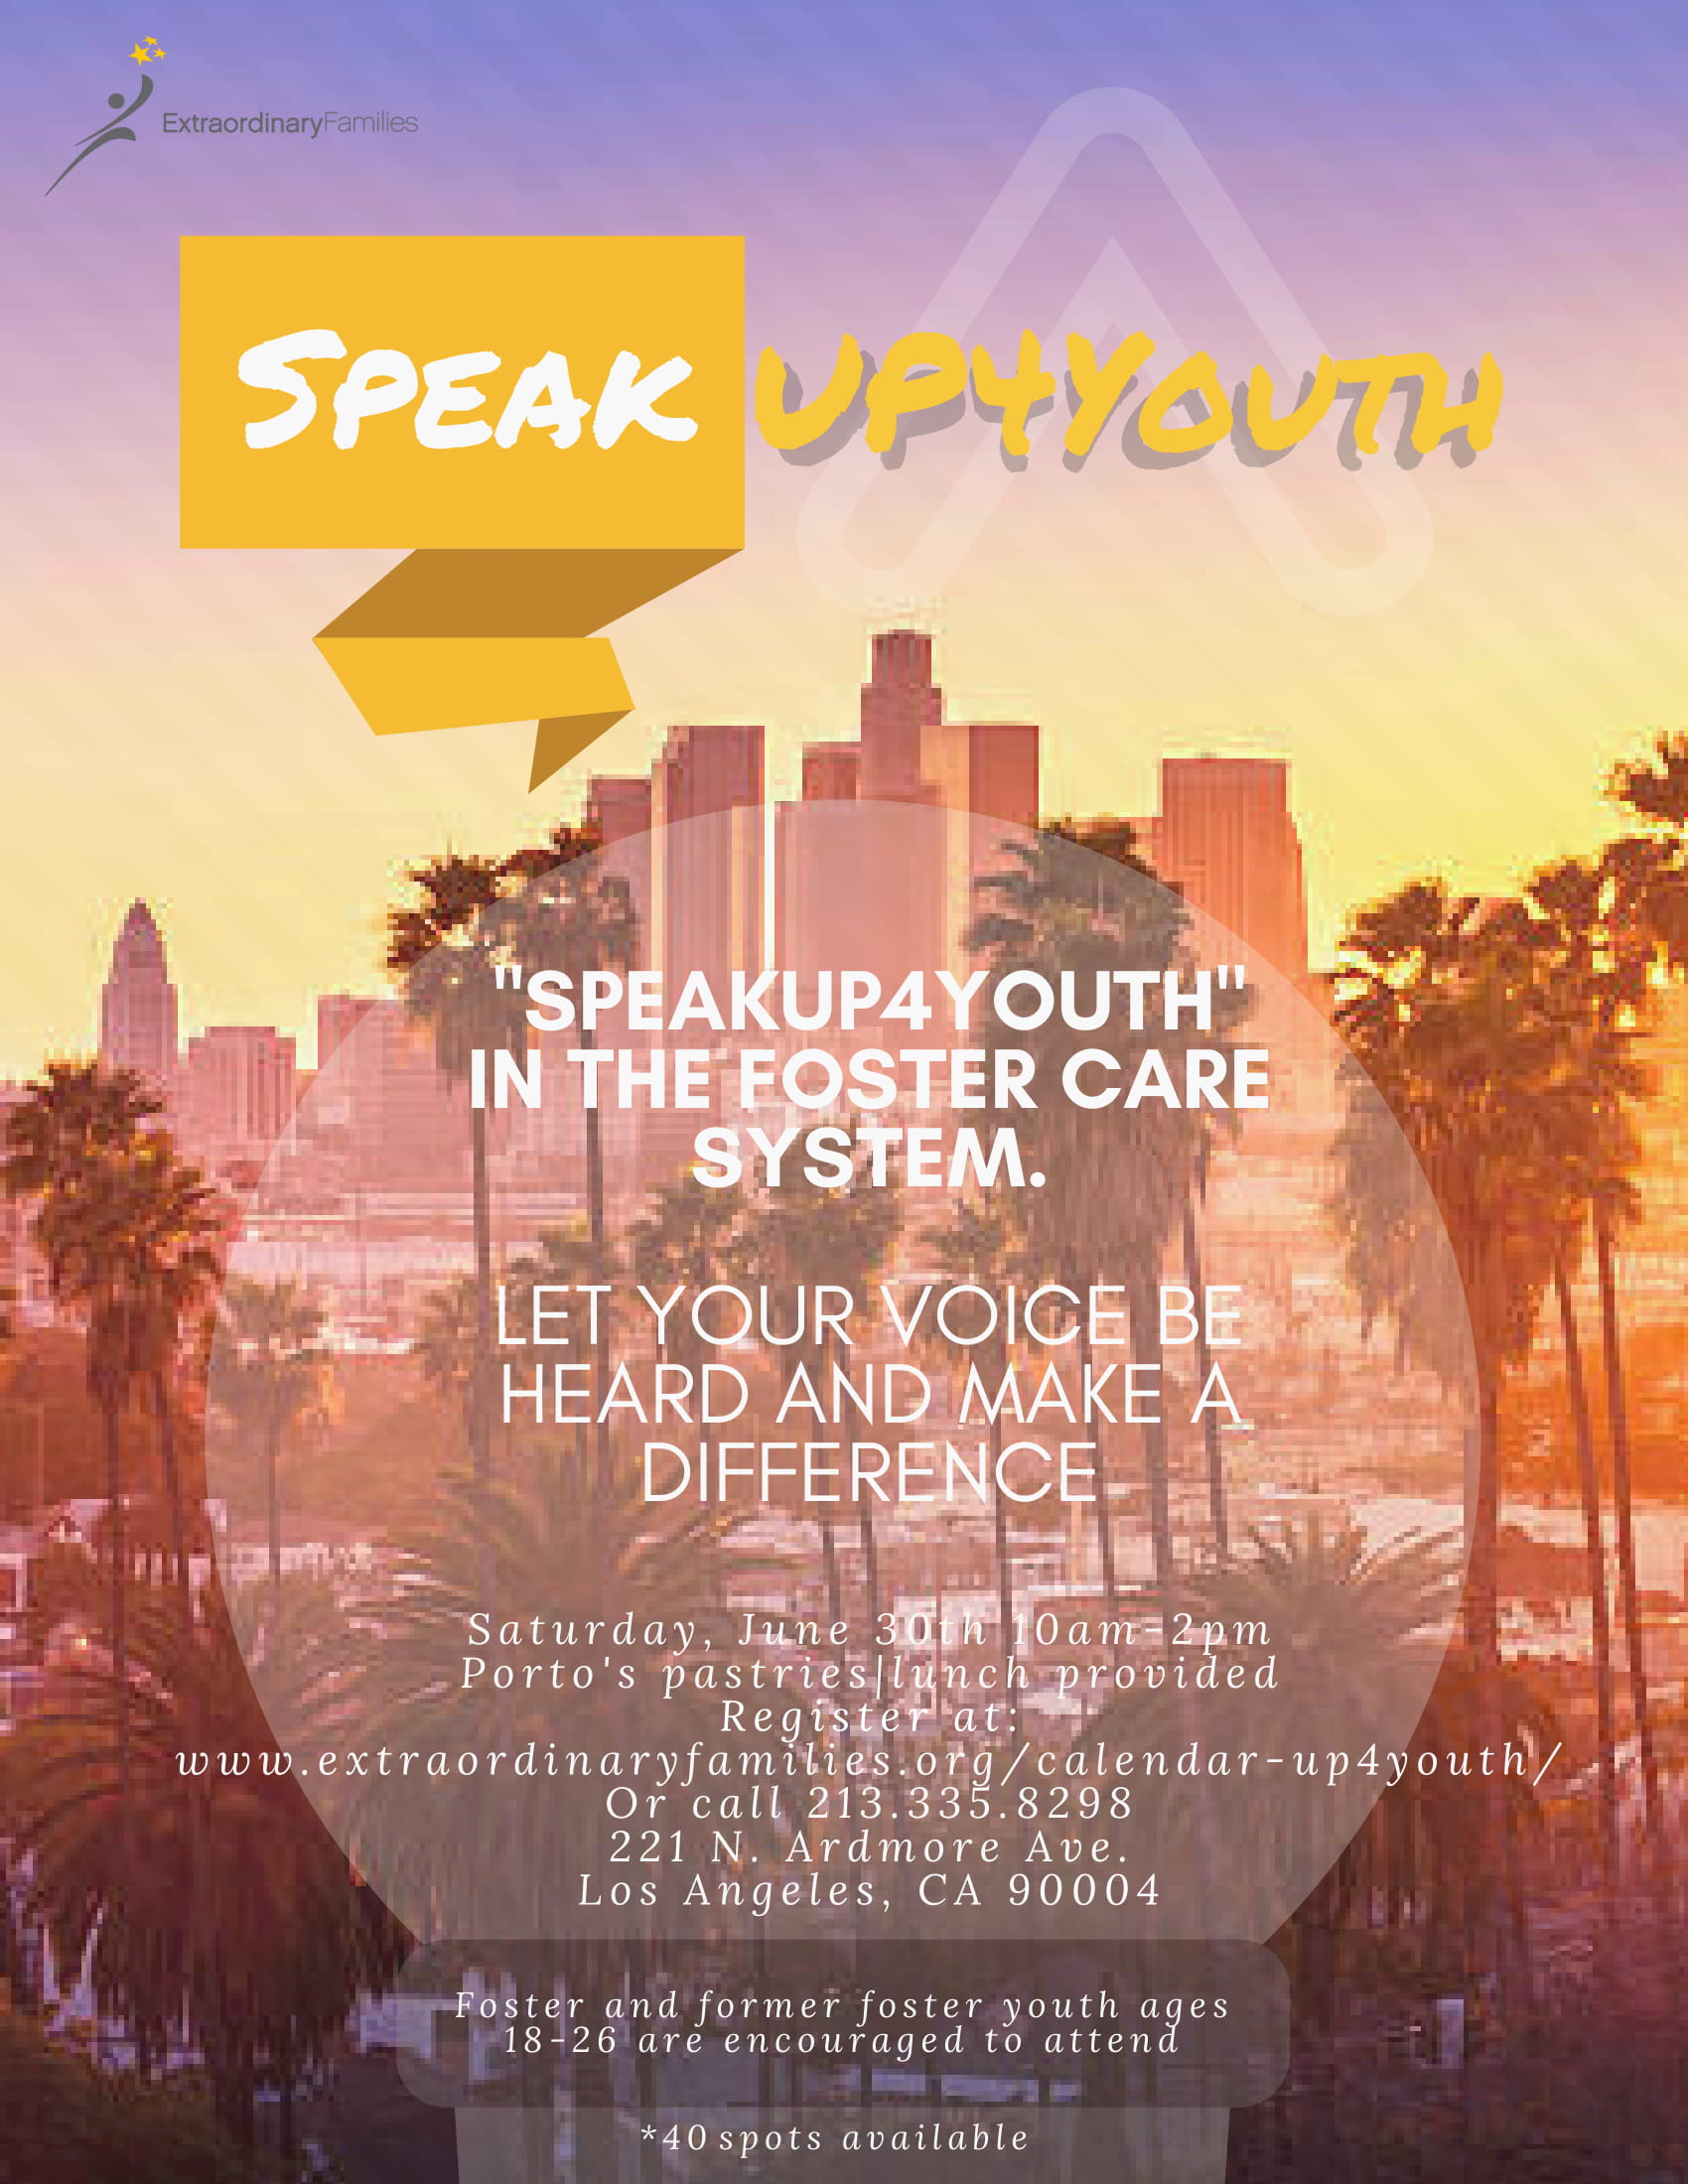 ExtraordinaryFamilies
Speak UP4Youth
"SPEAKUP4YOUTH"
IN THE FOSTER CARE
SYSTEM.
LET YOUR VOICE BE
HEARD AND MAKE A
DIFFERENCE
Saturday, June 30th 10am-2pm
Porto's pastries|lunch provided
Register at:
www.extraordinaryfamilies.org/calendar-up4youth/
Or call 213.335.8298
221 N. Ardmore Ave.
Los Angeles, CA 90004
Foster and former foster youth ages
18-26 are encouraged to attend
*40 spots available